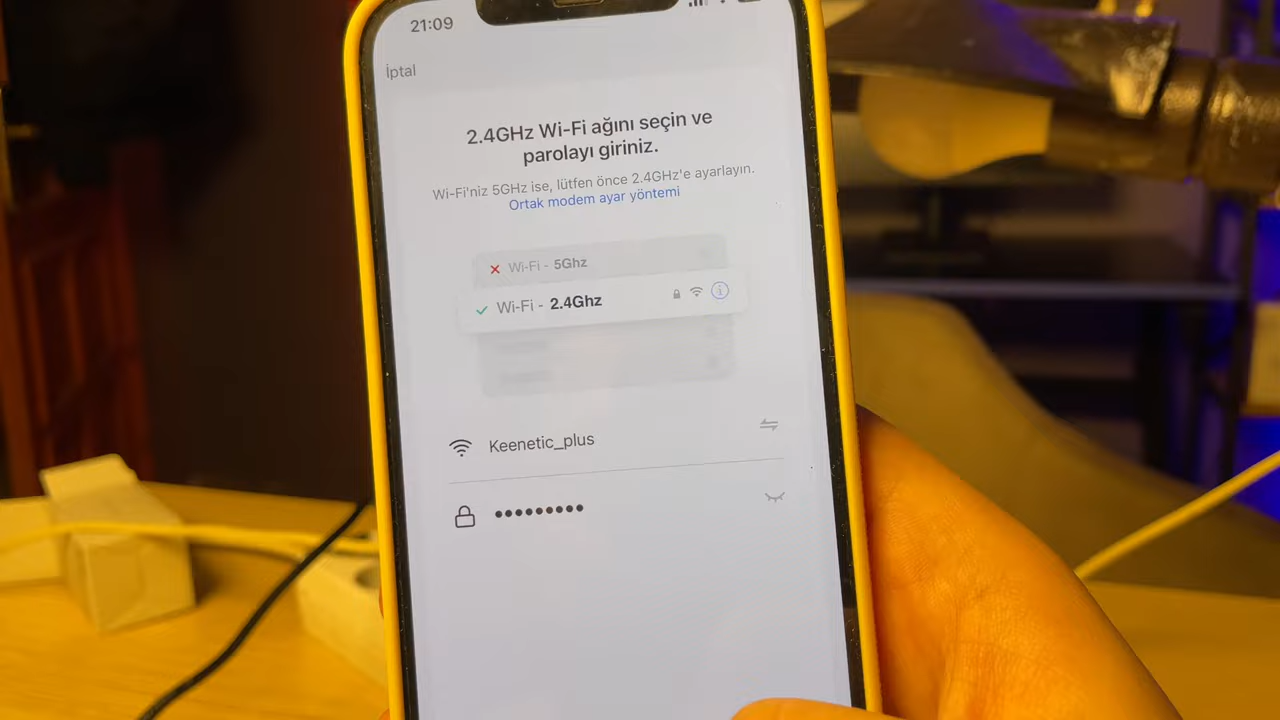 21:09
İptal
2.4GHz Wi-Fi ağını seçin ve
parolayı giriniz.
Wi-Fi'niz 5GHz ise, lütfen önce 2.4GHz'e ayarlayın.
Ortak modem ayar yöntemi
Wi-Fi - 5Ghz
Wi-Fi - 2.4Ghz
Keenetic_plus
•••••••••